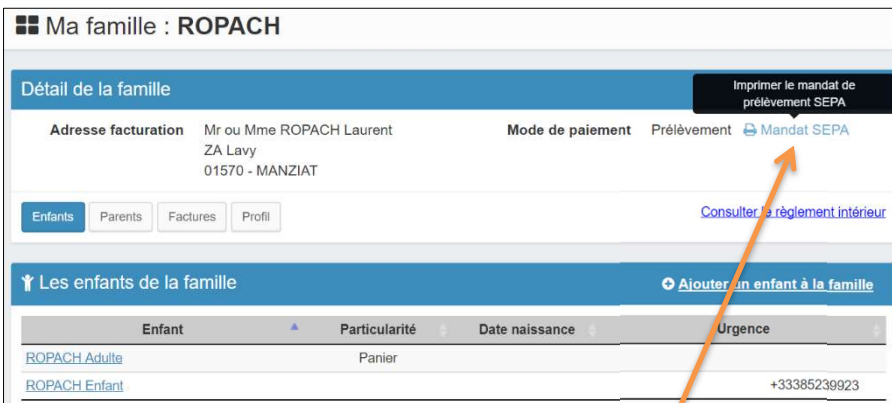 Ma famille : ROPACH
Détail de la famille
Imprimer le mandat de
prélèvement SEPA
Adresse facturation Mr ou Mme ROPACH Laurent Mode de paiement Prélèvement Mandat SEPA
ZA Lavy
01570 - MANZIAT
Enfants Parents Factures Profil Consulter le règlement intérieur
Les enfants de la famille Ajouter un enfant à la famille
Enfant Particularité Date naissance Urgence
ROPACH Adulte Panier
ROPACH Enfant +33385239923